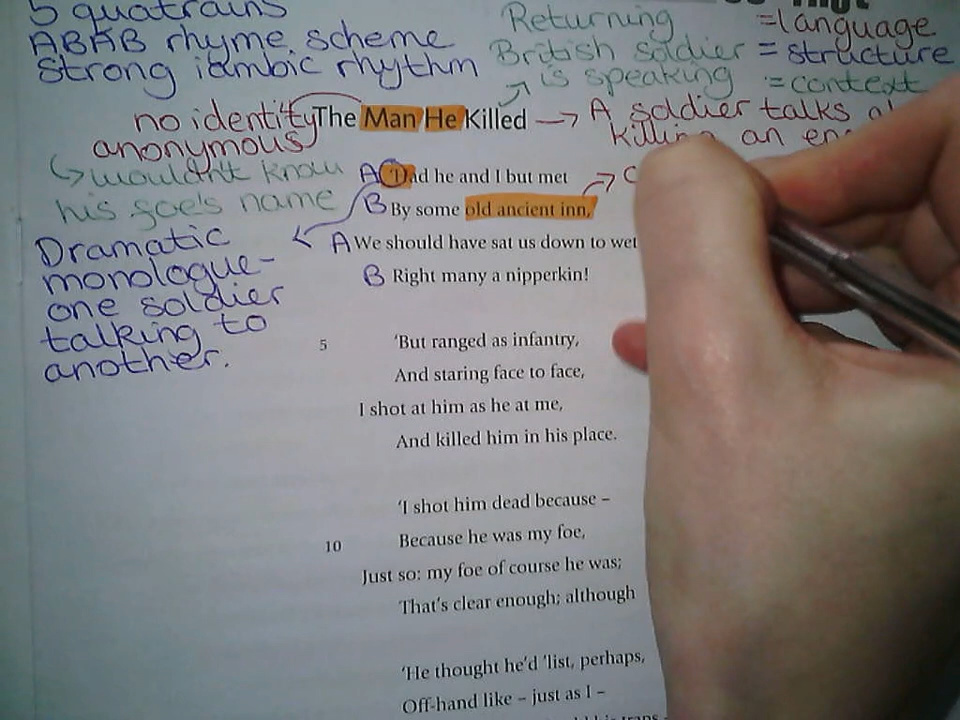 5 quatrains
ABAB rhyme scheme
Strong iambic rhythm
Returning
British soldier
is speaking
=language
= structure
= context
no identity
anonymous
The Man He Killed
→ A soldier talks
killing an
↳ wouldn't know
his foe's name
A 'Had he and I but met
B By some old ancient inn,
A We should have sat us down to wet
B Right many a nipperkin!
Dramatic
monologue-
one soldier
talking to
another.
5 'But ranged as infantry,
And staring face to face,
I shot at him as he at me,
And killed him in his place.
'I shot him dead because –
10 Because he was my foe,
Just so: my foe of course he was;
That's clear enough; although
'He thought he'd 'list, perhaps,
Off-hand like – just as I –